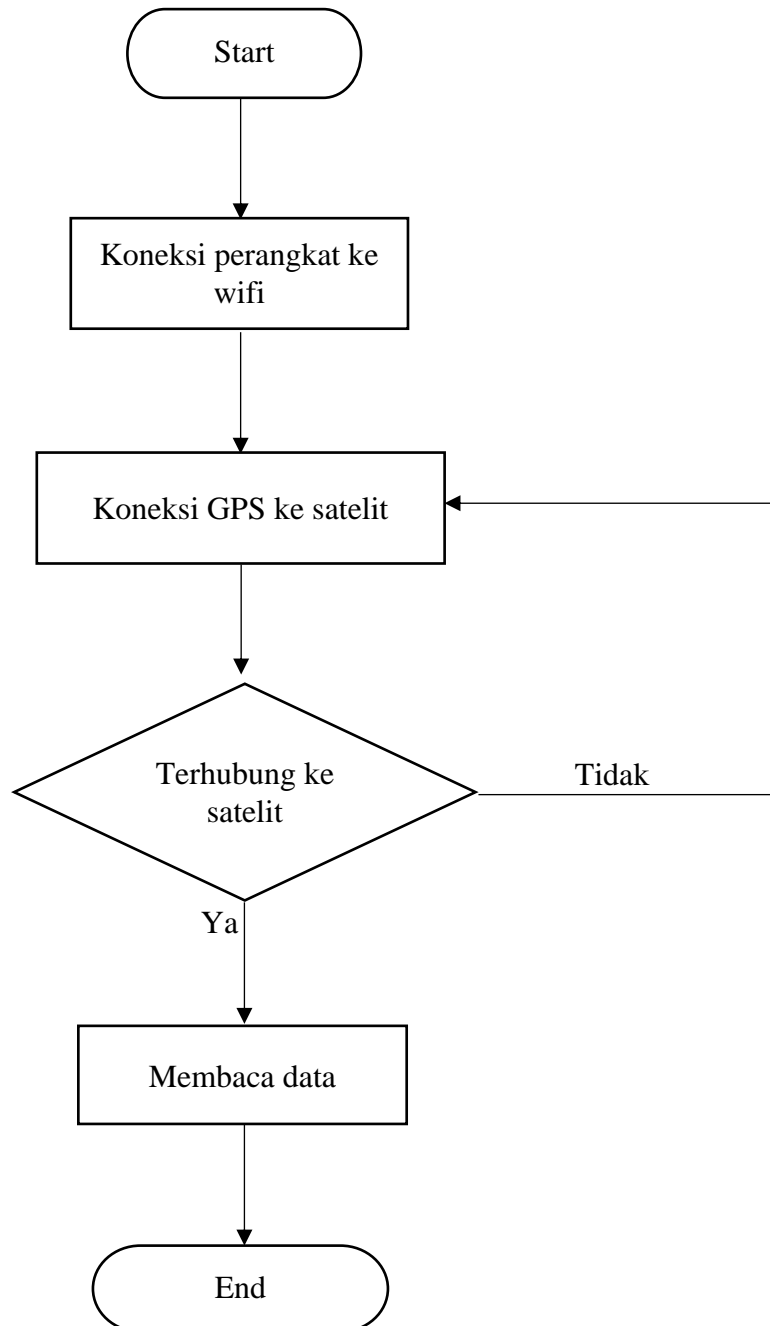 Start
Koneksi perangkat ke
wifi
Koneksi GPS ke satelit
Terhubung ke
satelit
Tidak
Ya
Membaca data
End